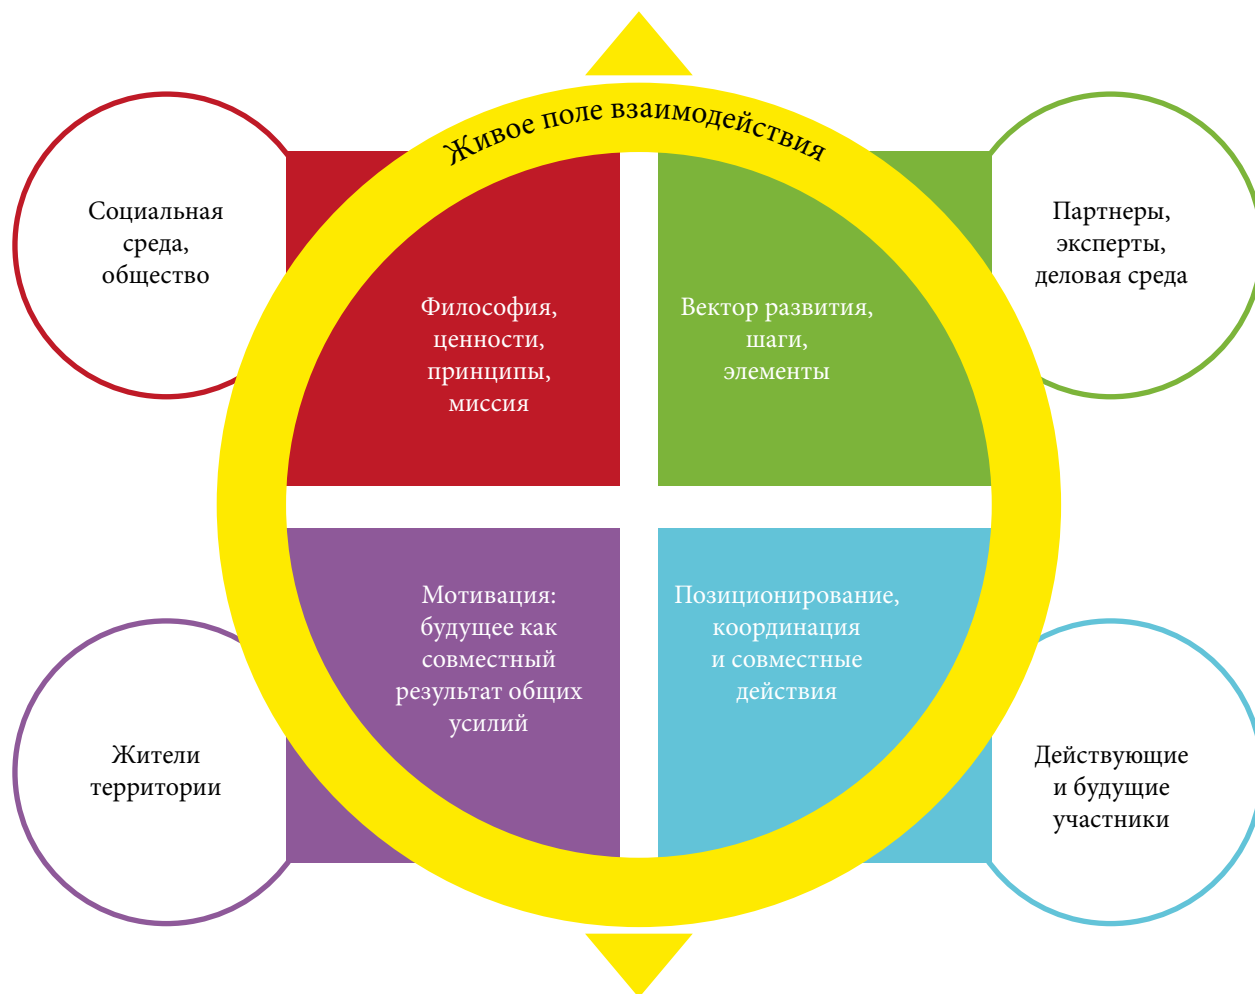 Живое поле взаимодействия
Социальная
среда,
общество
Партнеры,
эксперты,
деловая среда
Философия,
ценности,
принципы,
миссия
Вектор развития,
шаги,
элементы
Мотивация:
будущее как
совместный
результат общих
усилий
Позиционирование,
координация
и совместные
действия
Жители
территории
Действующие
и будущие
участники